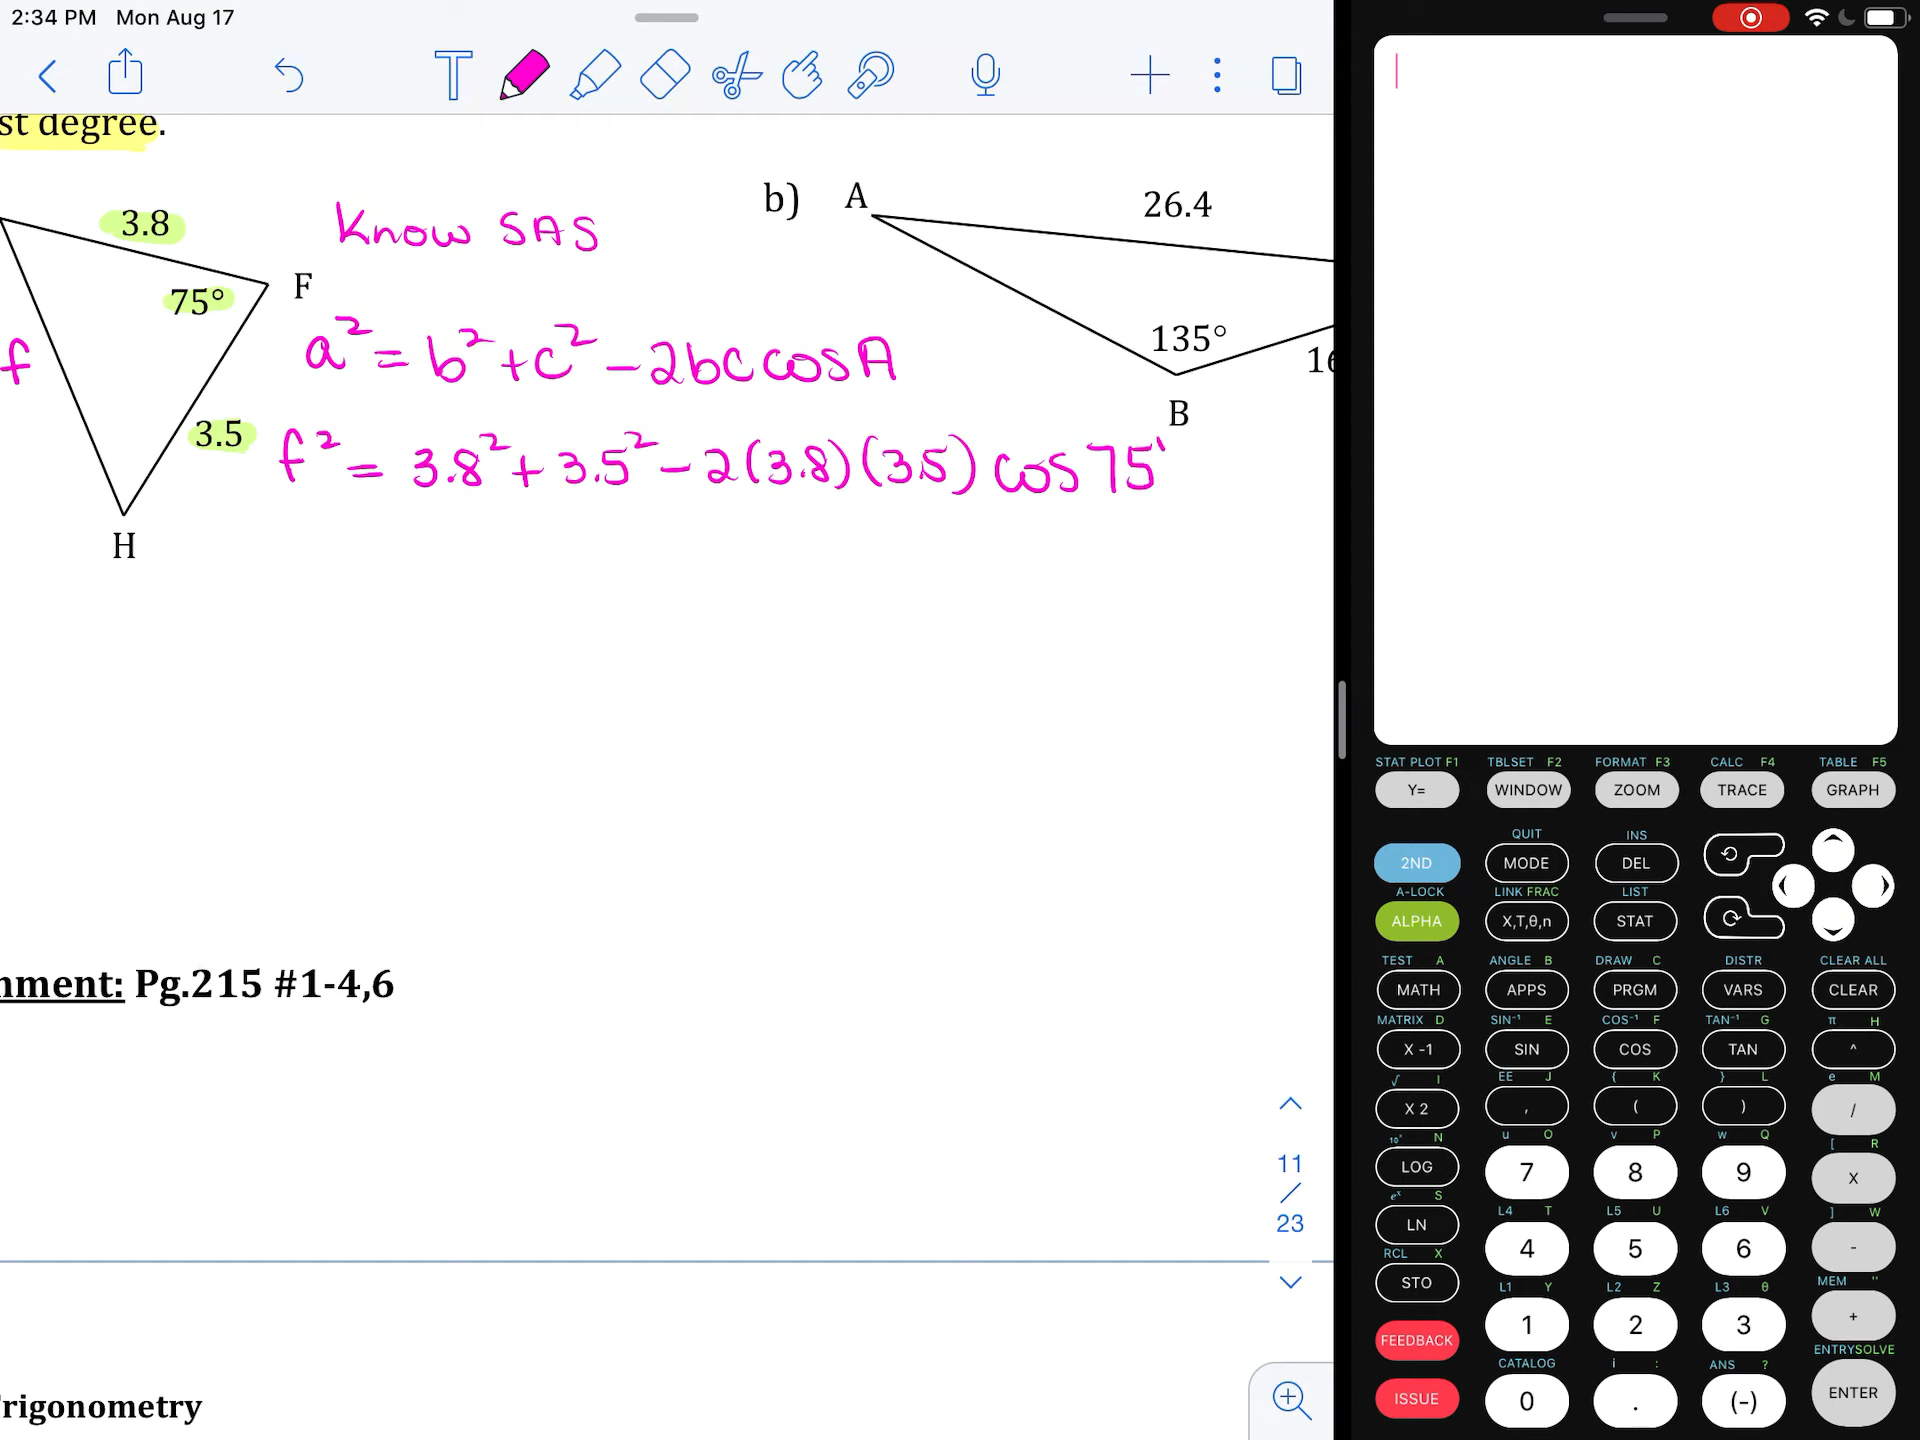 2:34 PM Mon Aug 17
T
st degree.
3.8
75°
F
f
3.5
H
Know SAS
a² = b² + c² - 2bc cos A
f² = 3.8² + 3.5² - 2(3.8)(3.5) cos 75°
b) A
26.4
135°
B
nment: Pg.215 #1-4,6
11
/
23
rigonometry
STAT PLOT F1 TBLSET F2 FORMAT F3 CALC F4 TABLE F5
Y= WINDOW ZOOM TRACE GRAPH
QUIT INS
2ND MODE DEL
A-LOCK LINK FRAC LIST
ALPHA X,T,θ,n STAT
TEST A ANGLE B DRAW C DISTR CLEAR ALL
MATH APPS PRGM VARS CLEAR
MATRIX D SIN⁻¹ E COS⁻¹ F TAN⁻¹ G π H
X -1 SIN COS TAN ^
√ I EE J { K } L e M
X 2 , ( ) /
10ˣ N u O v P w Q [ R
LOG 7 8 9 X
eˣ S L4 T L5 U L6 V ] W
LN 4 5 6 -
RCL X L1 Y L2 Z L3 θ MEM "
STO 1 2 3 +
FEEDBACK CATALOG i : ANS ? ENTRY SOLVE
ISSUE 0 . (-) ENTER